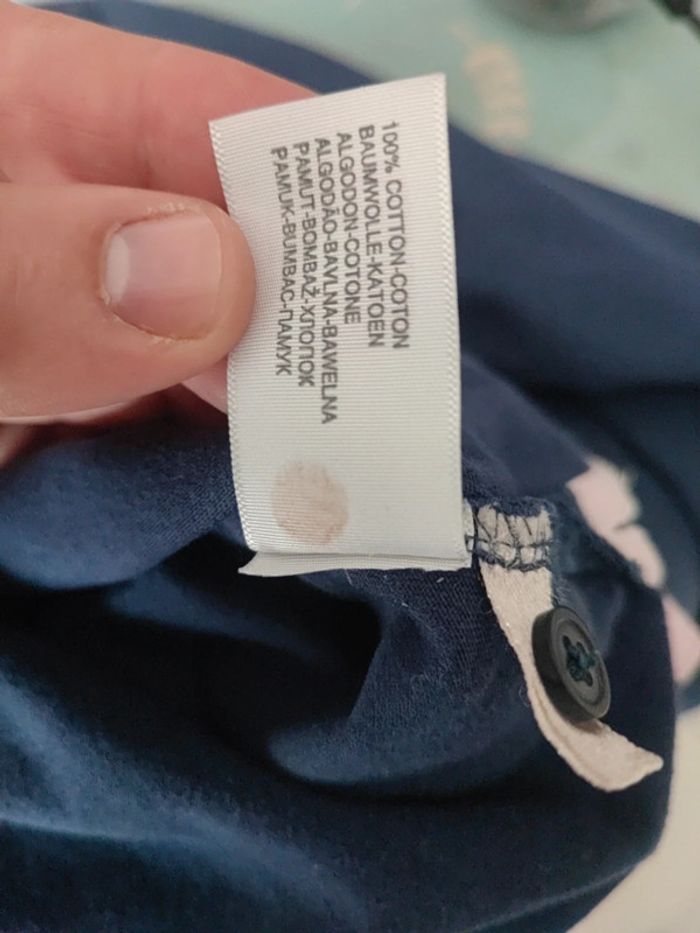 100% COTTON-COTON
BAUMWOLLE-KATOEN
ALGODON-COTONE
ALGODÃO-BAVLNA-BAWEŁNA
PAMUT-BOMBAŽ-ХЛОПОК
PAMUK-BUMBAC-ПАМУК